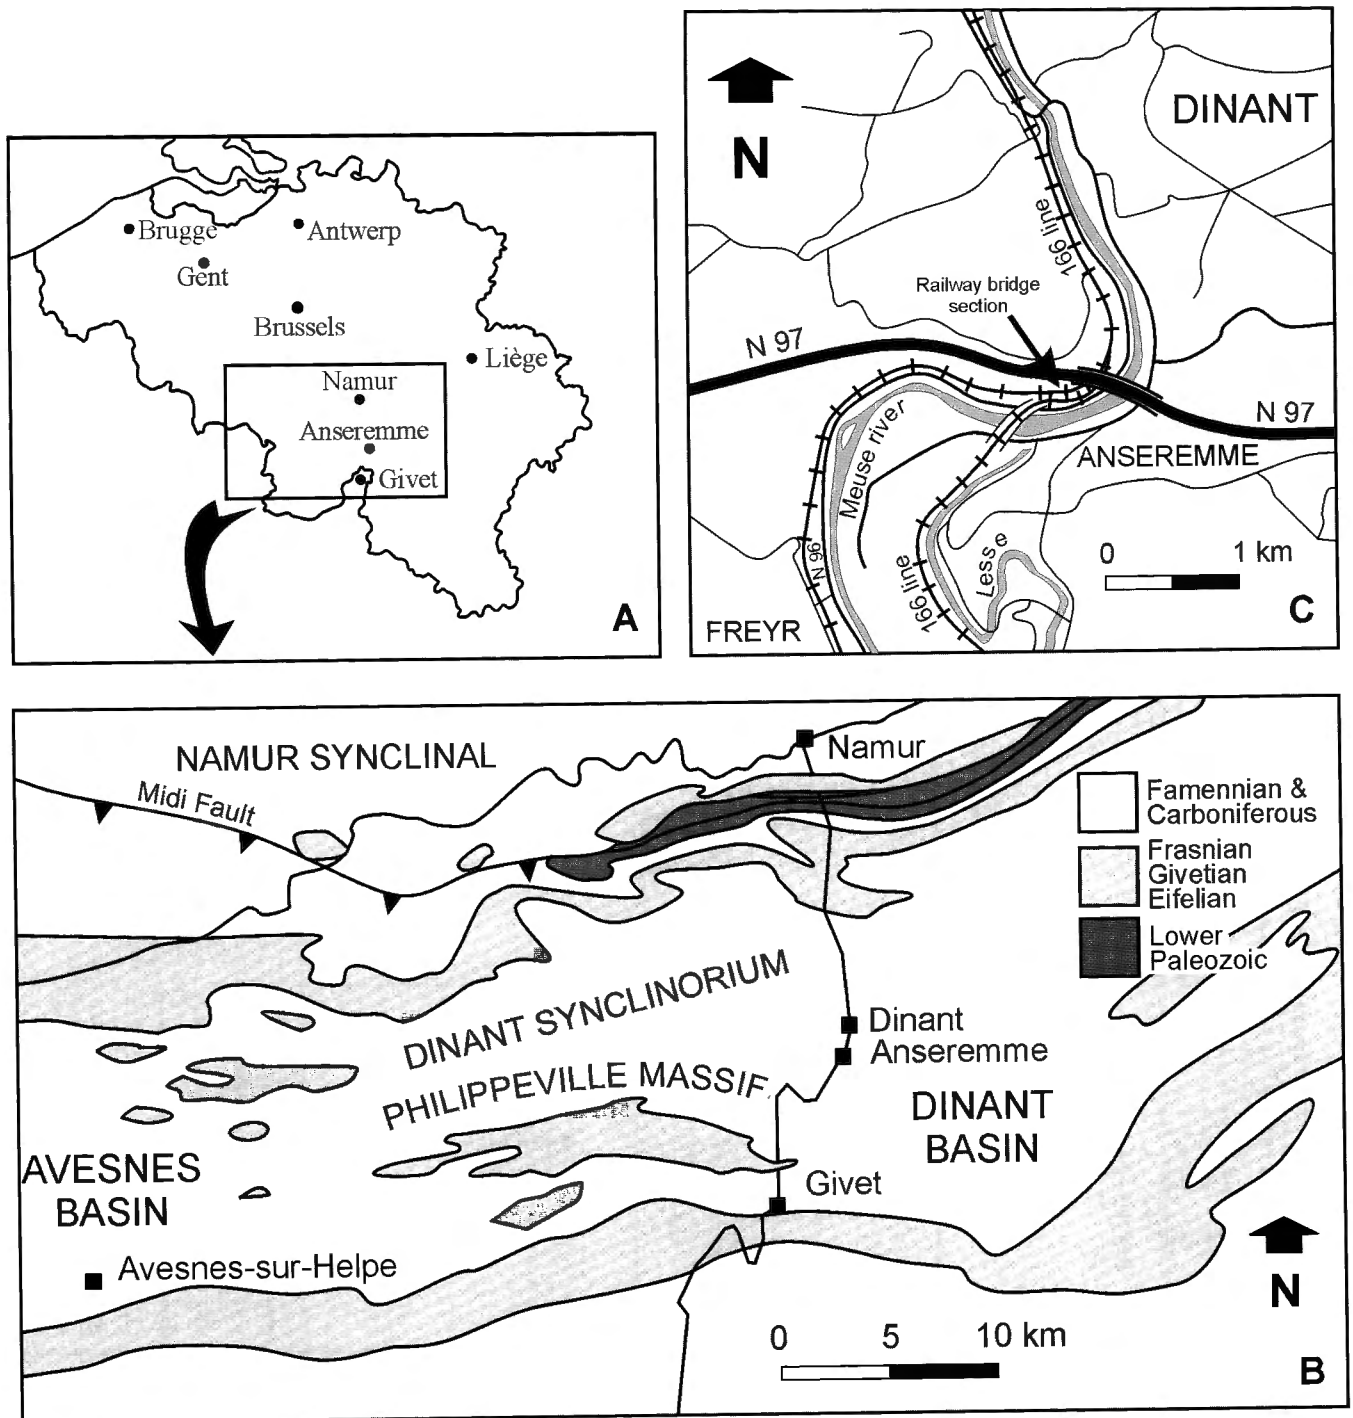 Brugge
Antwerp
Gent
Brussels
Liège
Namur
Anseremme
Givet
A
N
DINANT
166 line
Railway bridge
section
N 97
N 97
ANSEREMME
Meuse river
N 96
166 line
Lesse
0 1 km
FREYR
C
NAMUR SYNCLINAL
Namur
Midi Fault
Famennian &
Carboniferous
Frasnian
Givetian
Eifelian
Lower
Paleozoic
DINANT SYNCLINORIUM
Dinant
Anseremme
PHILIPPEVILLE MASSIF
DINANT
BASIN
AVESNES
BASIN
Givet
Avesnes-sur-Helpe
N
0 5 10 km
B